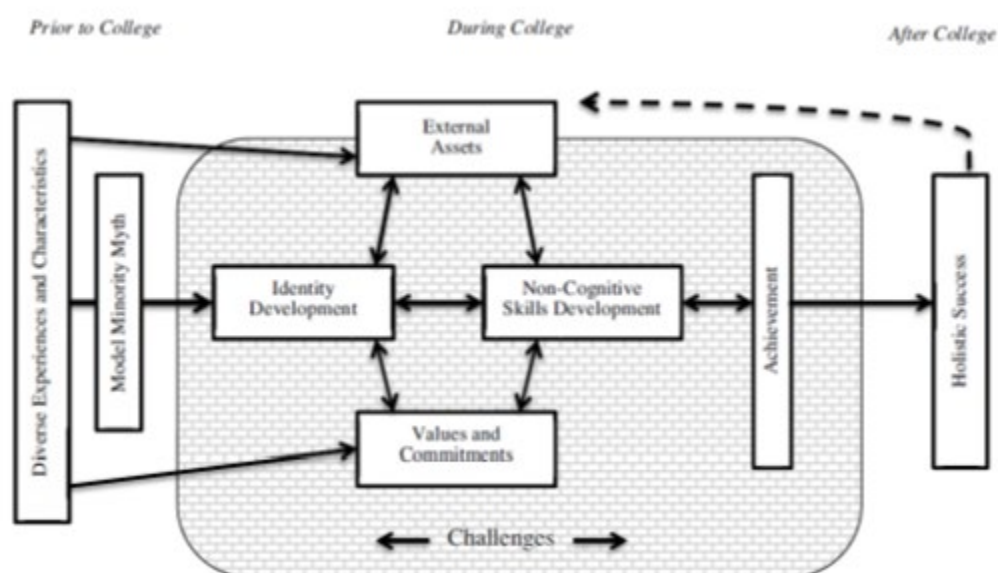 Prior to College
During College
After College
Diverse Experiences and Characteristics
Model Minority Myth
External
Assets
Identity
Development
Non-Cognitive
Skills Development
Values and
Commitments
Achievement
Holistic Success
Challenges